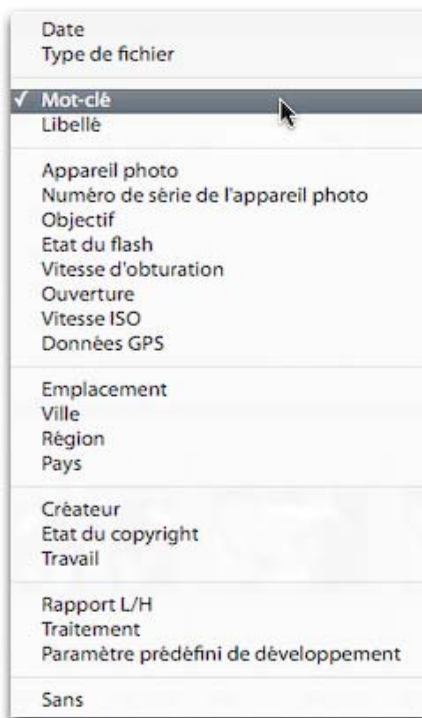 Date
Type de fichier
✓ Mot-clé
Libellé
Appareil photo
Numéro de série de l'appareil photo
Objectif
Etat du flash
Vitesse d'obturation
Ouverture
Vitesse ISO
Données GPS
Emplacement
Ville
Région
Pays
Créateur
Etat du copyright
Travail
Rapport L/H
Traitement
Paramètre prédéfini de développement
Sans